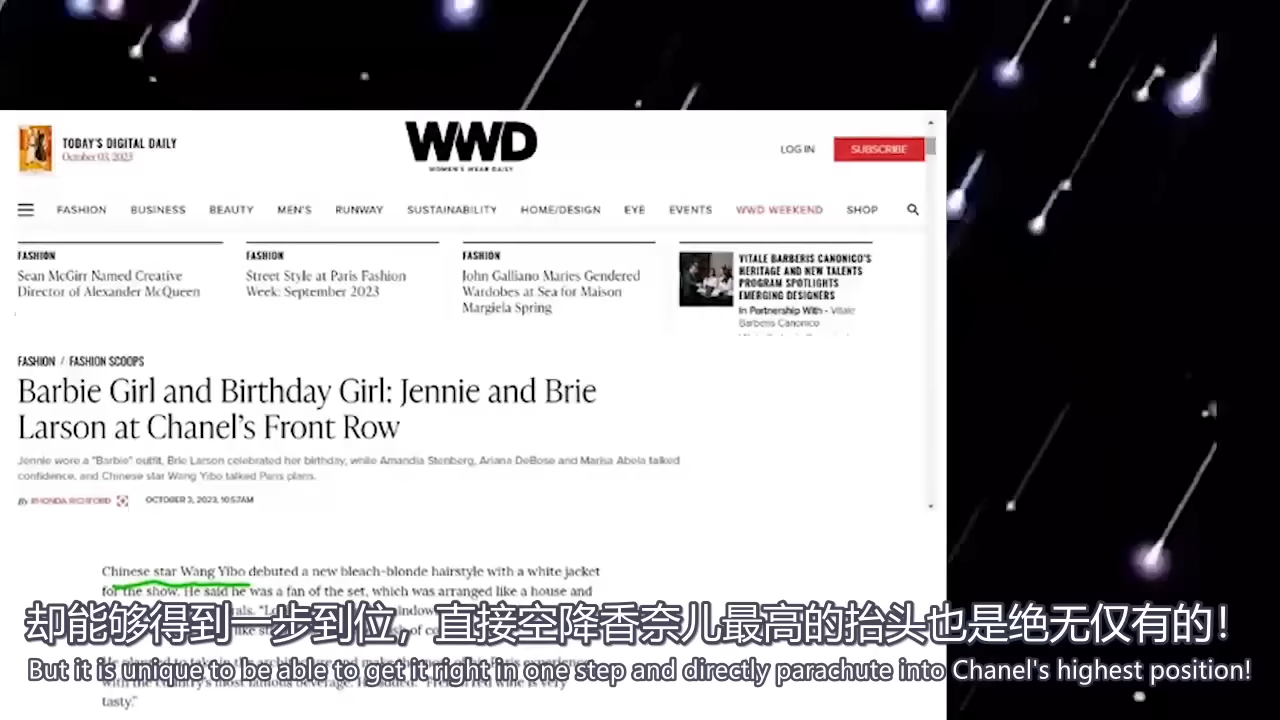 TODAY'S DIGITAL DAILY
October 03, 2023
WWD
WOMEN'S WEAR DAILY
LOG IN
SUBSCRIBE
FASHION BUSINESS BEAUTY MEN'S RUNWAY SUSTAINABILITY HOME/DESIGN EYE EVENTS WWD WEEKEND SHOP
FASHION
Sean McGirr Named Creative
Director of Alexander McQueen
FASHION
Street Style at Paris Fashion
Week: September 2023
FASHION
John Galliano Maries Gendered
Wardobes at Sea for Maison
Margiela Spring
VITALE BARBERIS CANONICO'S
HERITAGE AND NEW TALENTS
PROGRAM SPOTLIGHTS
EMERGING DESIGNERS
In Partnership With - Vitale
Barberis Canonico
FASHION / FASHION SCOOPS
Barbie Girl and Birthday Girl: Jennie and Brie
Larson at Chanel's Front Row
Jennie wore a "Barbie" outfit, Brie Larson celebrated her birthday, while Amandla Stenberg, Ariana DeBose and Marisa Abela talked
confidence, and Chinese star Wang Yibo talked Paris plans.
By RHONDA RICHFORD OCTOBER 3, 2023, 10:57AM
Chinese star Wang Yibo debuted a new bleach-blonde hairstyle with a white jacket
for the show. He said he was a fan of the set, which was arranged like a house and
却能够得到一步到位，直接空降香奈儿最高的抬头也是绝无仅有的！
But it is unique to be able to get it right in one step and directly parachute into Chanel's highest position!
tasty."